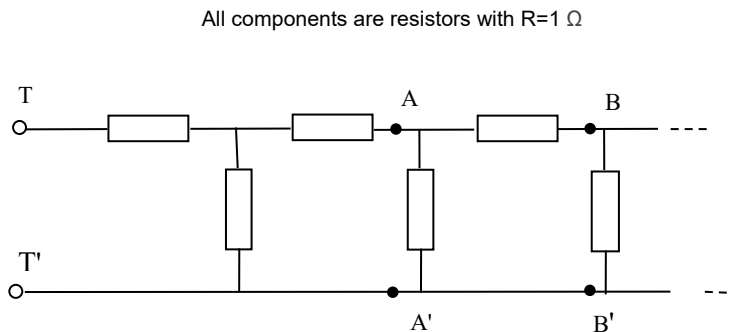 All components are resistors with R=1 Ω
T
A
B
T'
A'
B'